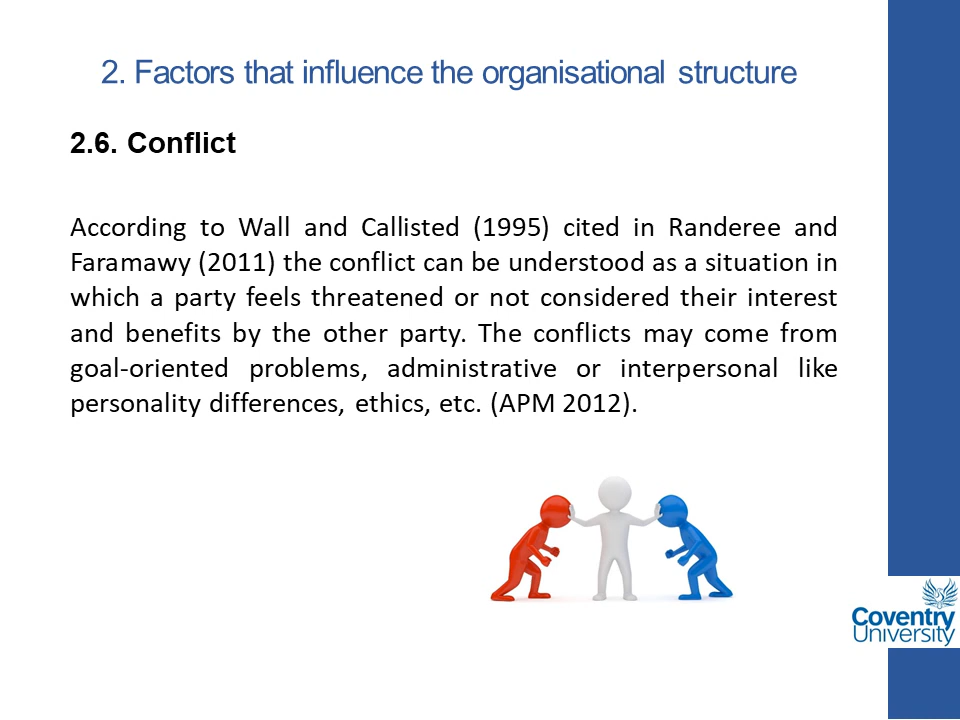 2. Factors that influence the organisational structure
2.6. Conflict
According to Wall and Callisted (1995) cited in Randeree and
Faramawy (2011) the conflict can be understood as a situation in
which a party feels threatened or not considered their interest
and benefits by the other party. The conflicts may come from
goal-oriented problems, administrative or interpersonal like
personality differences, ethics, etc. (APM 2012).
Coventry
University